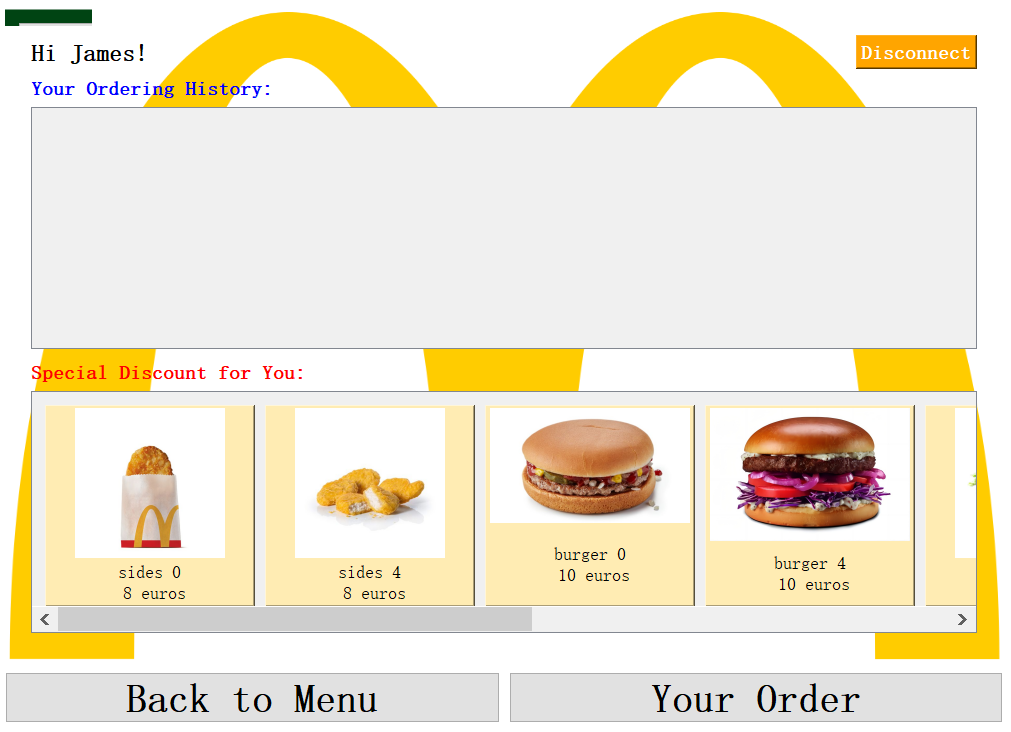 Hi James!
Disconnect
Your Ordering History:
Special Discount for You:
sides 0
8 euros
sides 4
8 euros
burger 0
10 euros
burger 4
10 euros
Back to Menu
Your Order